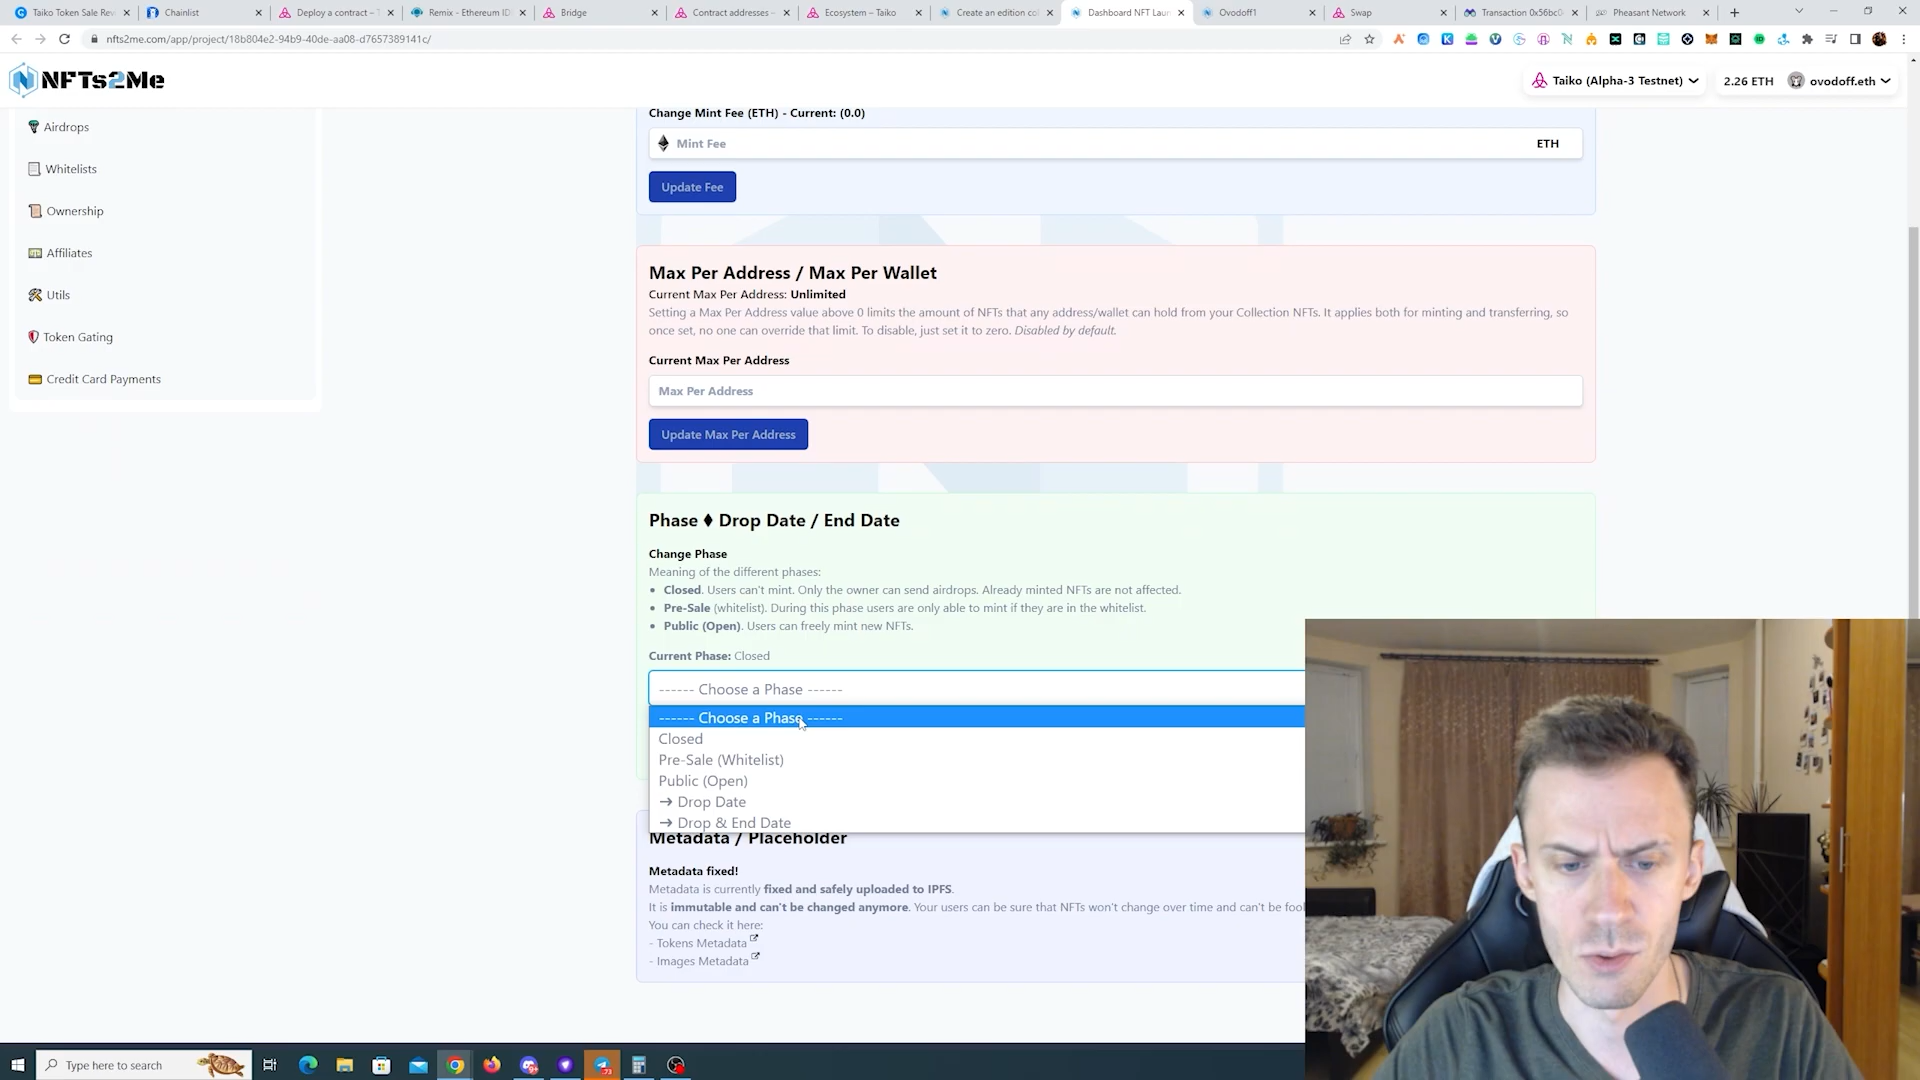 Taiko Token Sale Rev
Chainlist
Deploy a contract – T
Remix - Ethereum ID
Bridge
Contract addresses –
Ecosystem – Taiko
Create an edition col
Dashboard NFT Laun
Ovodoff1
Swap
Transaction 0x56bc0
Pheasant Network
nfts2me.com/app/project/18b804e2-94b9-40de-aa08-d7657389141c/
NFTs2Me
Taiko (Alpha-3 Testnet)
2.26 ETH
ovodoff.eth
Airdrops
Whitelists
Ownership
Affiliates
Utils
Token Gating
Credit Card Payments
Change Mint Fee (ETH) - Current: (0.0)
Mint Fee
ETH
Update Fee
Max Per Address / Max Per Wallet
Current Max Per Address: Unlimited
Setting a Max Per Address value above 0 limits the amount of NFTs that any address/wallet can hold from your Collection NFTs. It applies both for minting and transferring, so
once set, no one can override that limit. To disable, just set it to zero. Disabled by default.
Current Max Per Address
Max Per Address
Update Max Per Address
Phase ♦ Drop Date / End Date
Change Phase
Meaning of the different phases:
• Closed. Users can't mint. Only the owner can send airdrops. Already minted NFTs are not affected.
• Pre-Sale (whitelist). During this phase users are only able to mint if they are in the whitelist.
• Public (Open). Users can freely mint new NFTs.
Current Phase: Closed
------ Choose a Phase ------
------ Choose a Phase ------
Closed
Pre-Sale (Whitelist)
Public (Open)
→ Drop Date
→ Drop & End Date
Metadata / Placeholder
Metadata fixed!
Metadata is currently fixed and safely uploaded to IPFS.
It is immutable and can't be changed anymore. Your users can be sure that NFTs won't change over time and can't be fool
You can check it here:
- Tokens Metadata
- Images Metadata
Type here to search